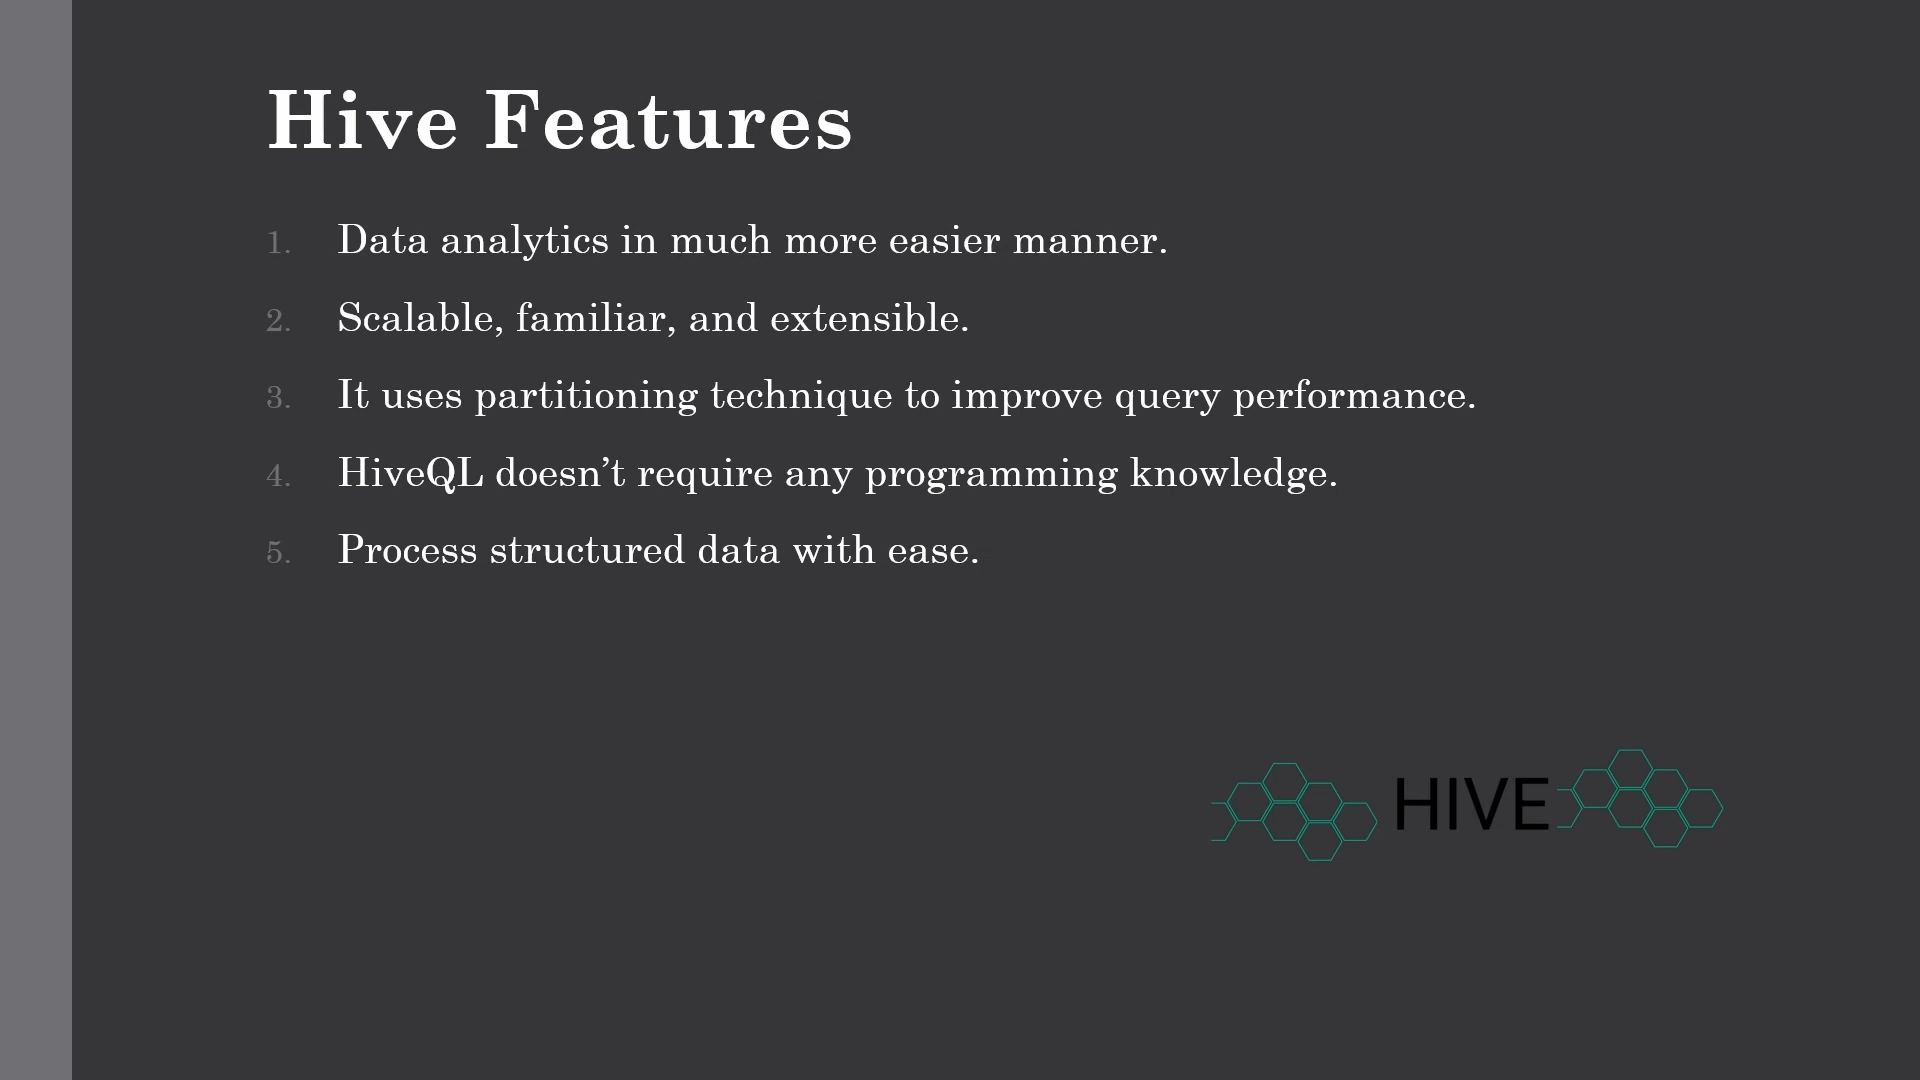 Hive Features
1. Data analytics in much more easier manner.
2. Scalable, familiar, and extensible.
3. It uses partitioning technique to improve query performance.
4. HiveQL doesn’t require any programming knowledge.
5. Process structured data with ease.
HIVE